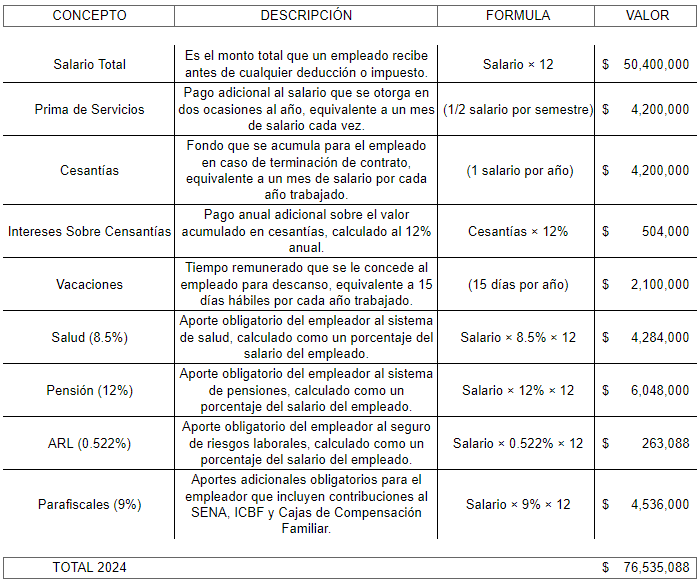 CONCEPTO DESCRIPCIÓN FORMULA VALOR
Es el monto total que un empleado recibe
Salario Total antes de cualquier deducción o impuesto. Salario × 12 $ 50,400,000
Pago adicional al salario que se otorga en
Prima de Servicios dos ocasiones al año, equivalente a un mes (1/2 salario por semestre) $ 4,200,000
de salario cada vez.
Fondo que se acumula para el empleado
en caso de terminación de contrato,
Cesantías equivalente a un mes de salario por cada (1 salario por año) $ 4,200,000
año trabajado.
Pago anual adicional sobre el valor
Intereses Sobre Censantías acumulado en cesantías, calculado al 12% Cesantías × 12% $ 504,000
anual.
Tiempo remunerado que se le concede al
Vacaciones empleado para descanso, equivalente a 15 (15 días por año) $ 2,100,000
días hábiles por cada año trabajado.
Aporte obligatorio del empleador al sistema
Salud (8.5%) de salud, calculado como un porcentaje del Salario × 8.5% × 12 $ 4,284,000
salario del empleado.
Aporte obligatorio del empleador al sistema
Pensión (12%) de pensiones, calculado como un Salario × 12% × 12 $ 6,048,000
porcentaje del salario del empleado.
Aporte obligatorio del empleador al seguro
ARL (0.522%) de riesgos laborales, calculado como un Salario × 0.522% × 12 $ 263,088
porcentaje del salario del empleado.
Aportes adicionales obligatorios para el
Parafiscales (9%) empleador que incluyen contribuciones al Salario × 9% × 12 $ 4,536,000
SENA, ICBF y Cajas de Compensación
Familiar.
TOTAL 2024 $ 76,535,088